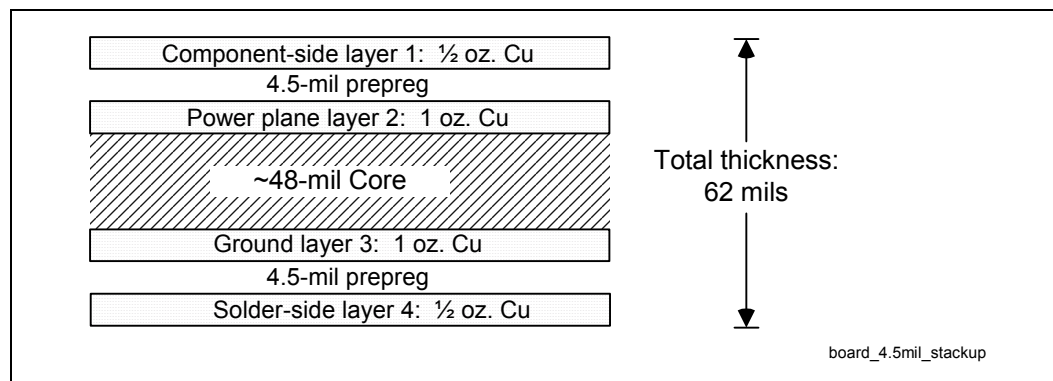 Component-side layer 1:  ½ oz. Cu
4.5-mil prepreg
Power plane layer 2:  1 oz. Cu
~48-mil Core
Ground layer 3:  1 oz. Cu
4.5-mil prepreg
Solder-side layer 4:  ½ oz. Cu
Total thickness:
62 mils
board_4.5mil_stackup